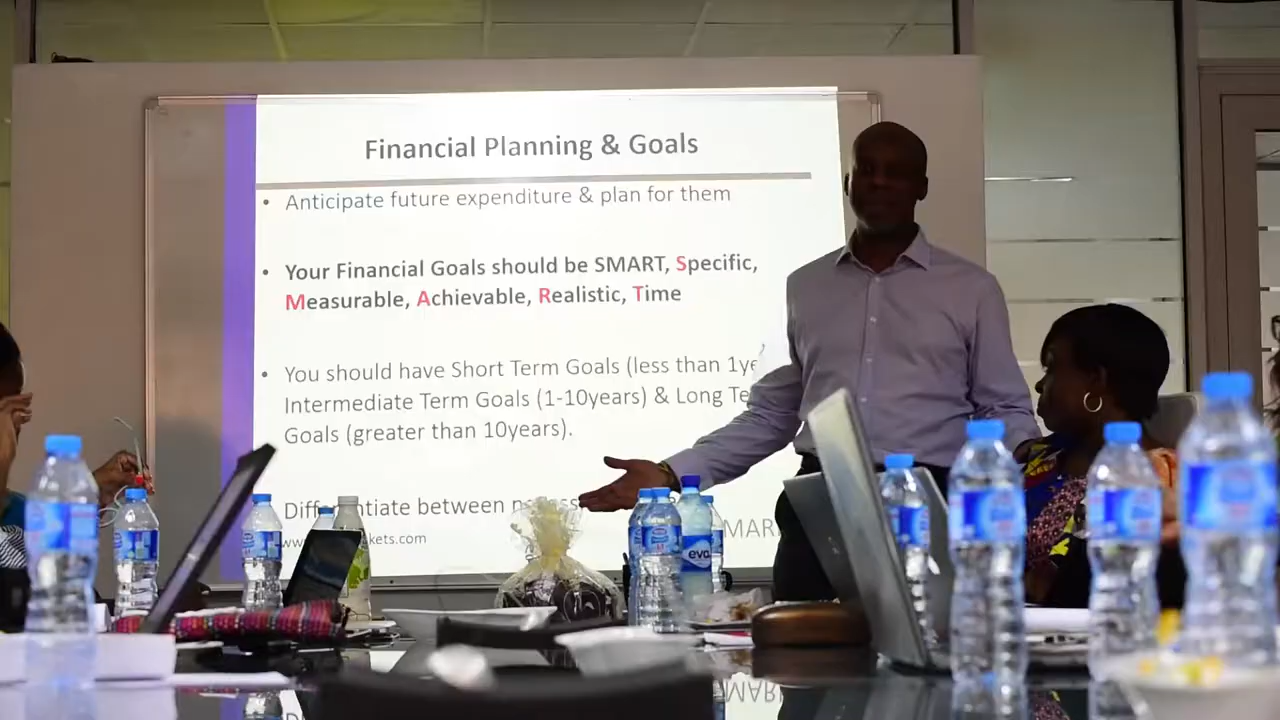 Financial Planning & Goals
• Anticipate future expenditure & plan for them
• Your Financial Goals should be SMART, Specific,
Measurable, Achievable, Realistic, Time
• You should have Short Term Goals (less than 1ye
Intermediate Term Goals (1-10years) & Long Te
Goals (greater than 10years).
between
kets.com
MAR
eva